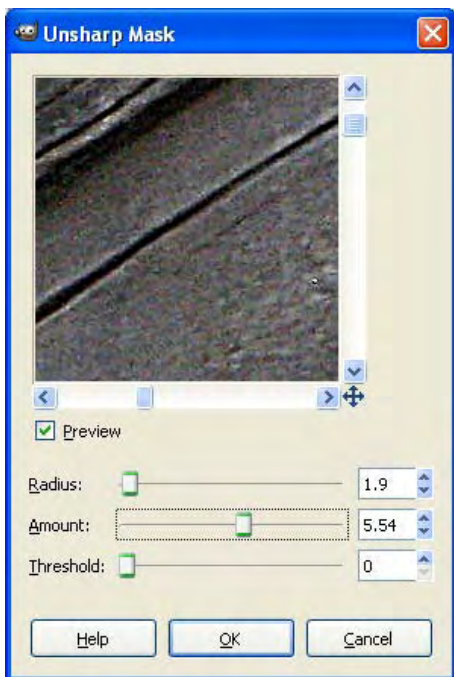 Unsharp Mask
Preview
Radius: 1.9
Amount: 5.54
Threshold: 0
Help OK Cancel